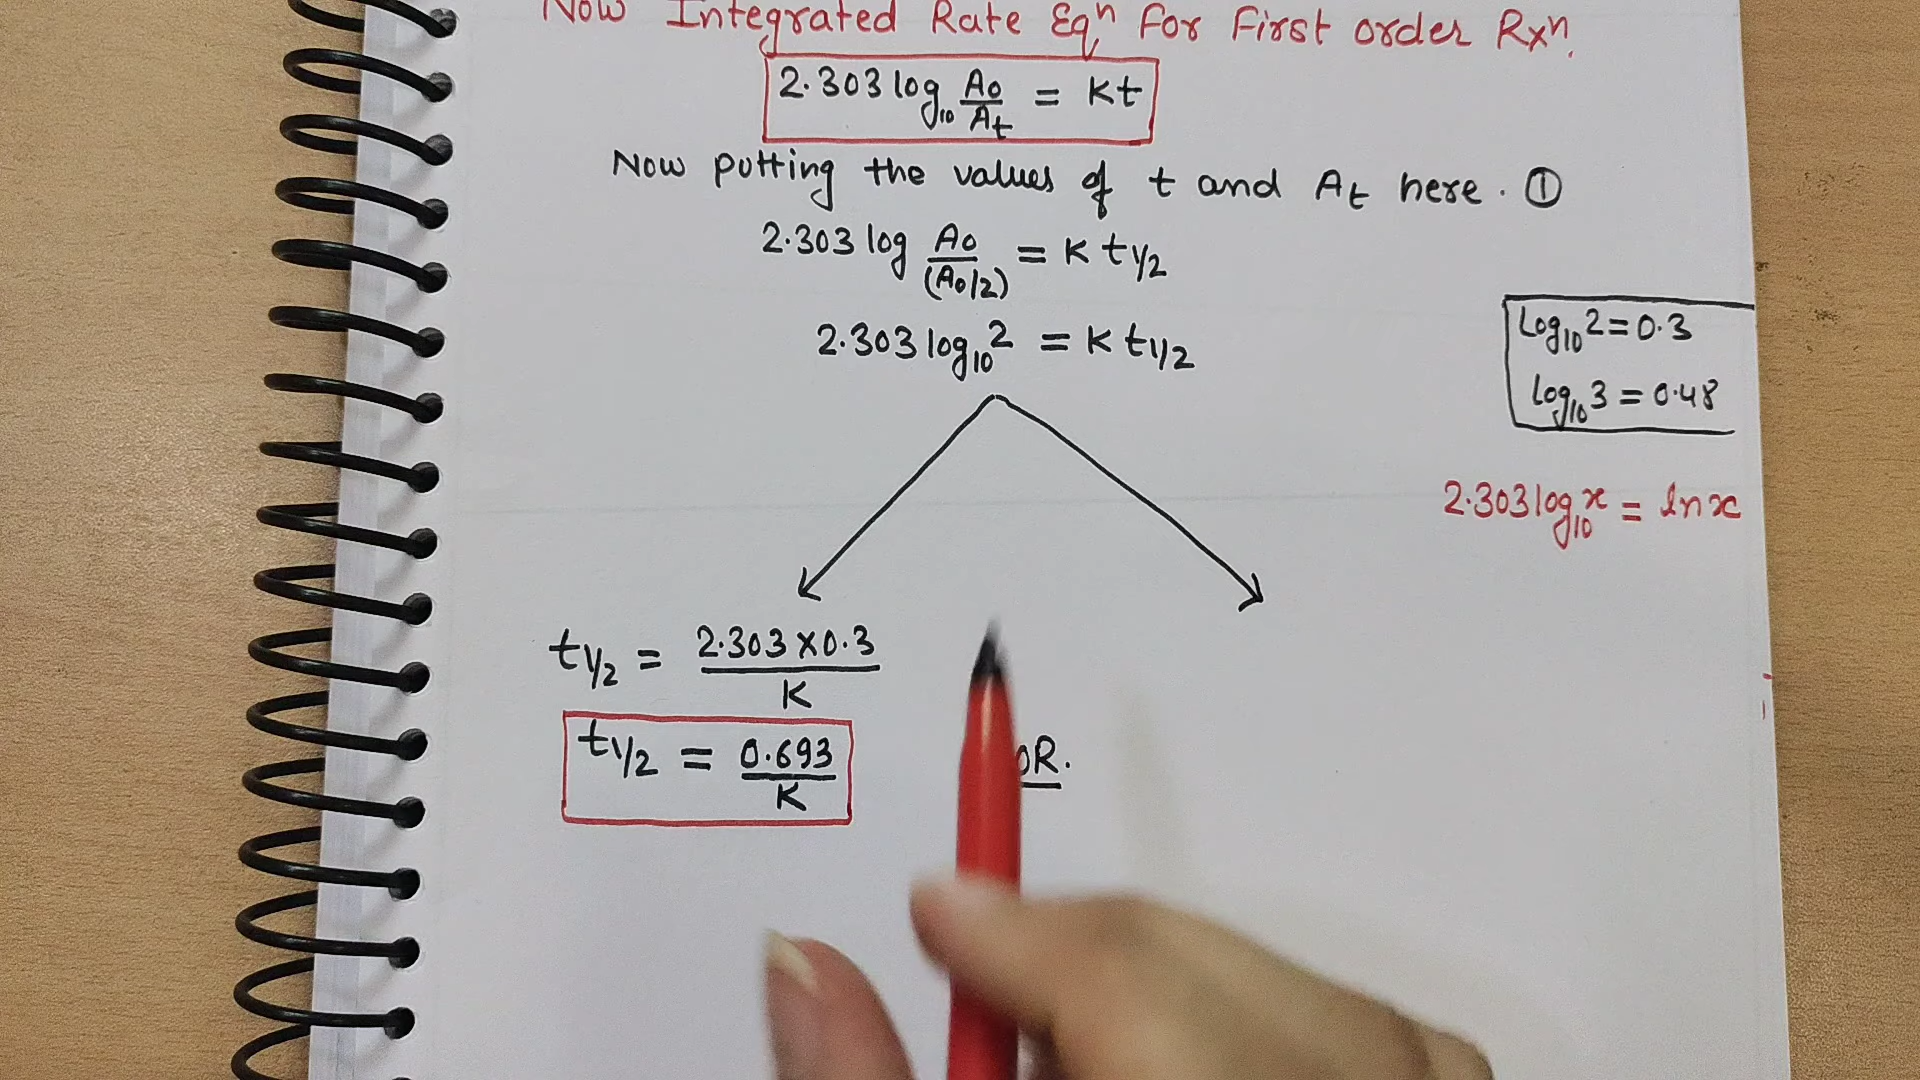 Now Integrated Rate Eqⁿ For First order Rxⁿ.
2.303 log₁₀ A₀/Aₜ = Kt
Now putting the values of t and Aₜ here. ①
2.303 log A₀/(A₀/2) = K t1/2
2.303 log₁₀ 2 = K t1/2
Log₁₀ 2 = 0.3
log₁₀ 3 = 0.48
2.303 log₁₀ x = ln x
t1/2 = 2.303 × 0.3/K
t1/2 = 0.693/K
OR.